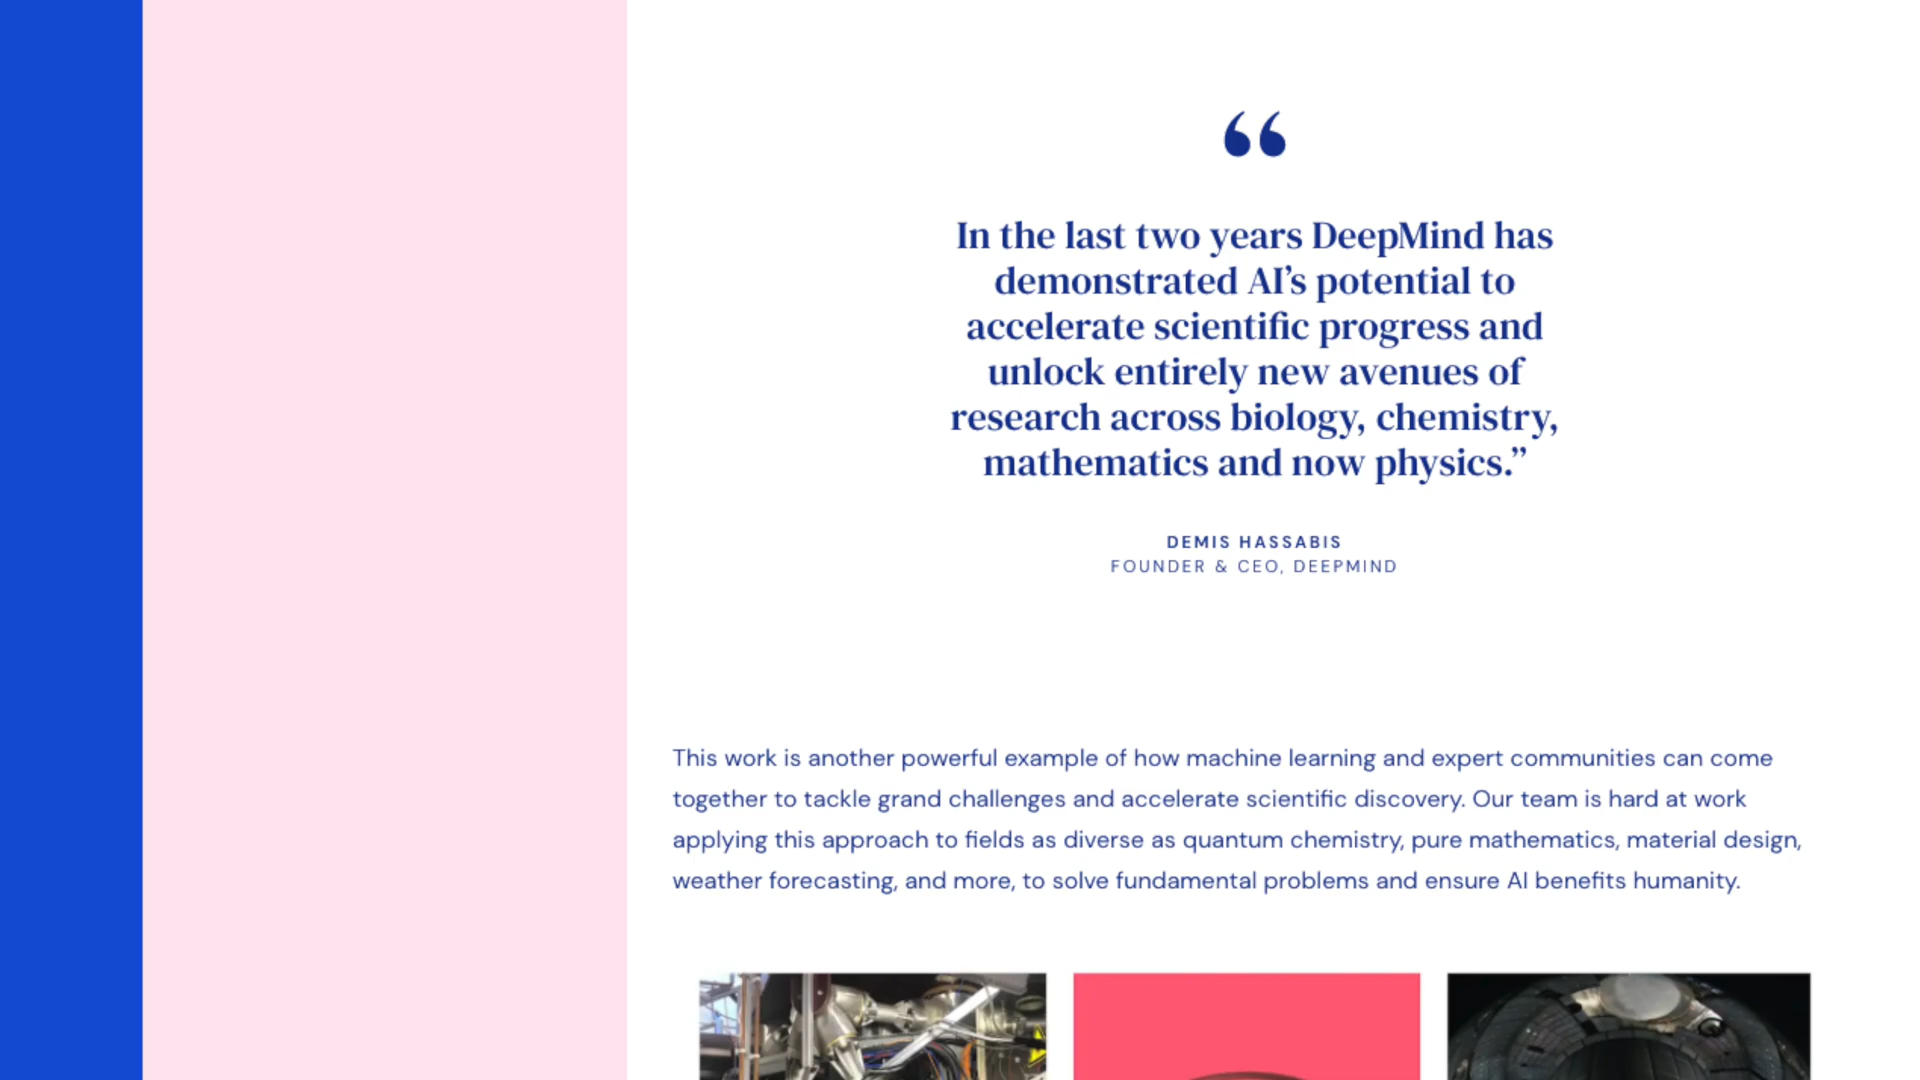 “
In the last two years DeepMind has
demonstrated AI’s potential to
accelerate scientific progress and
unlock entirely new avenues of
research across biology, chemistry,
mathematics and now physics.”
DEMIS HASSABIS
FOUNDER & CEO, DEEPMIND
This work is another powerful example of how machine learning and expert communities can come
together to tackle grand challenges and accelerate scientific discovery. Our team is hard at work
applying this approach to fields as diverse as quantum chemistry, pure mathematics, material design,
weather forecasting, and more, to solve fundamental problems and ensure AI benefits humanity.